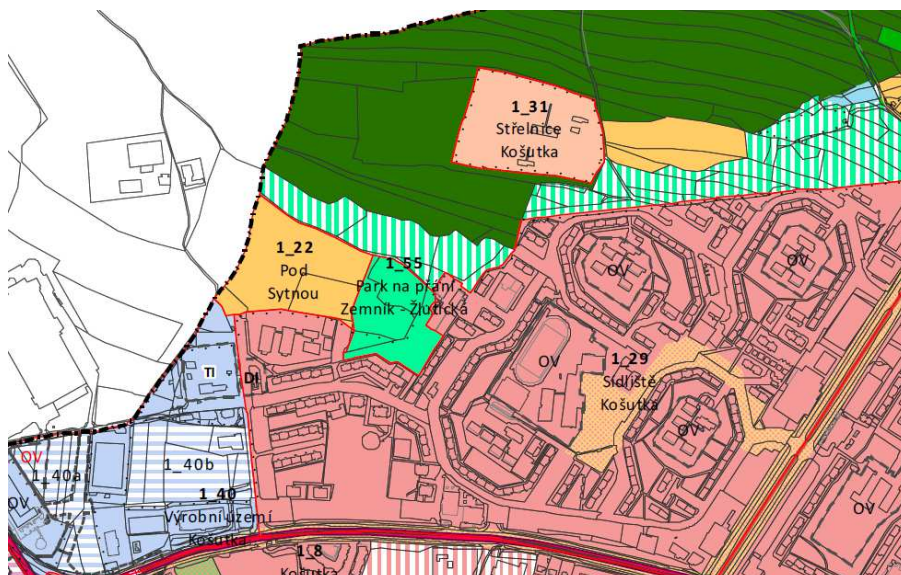 1_31
Střelnice
Košutka
1_22
Pod
Sytnou
1_55
Park na přání -
Zemník - Žlutická
OV
OV
OV
1_29
Sídliště
Košutka
OV
TI
DI
OV
1_40a
1_40b
OV
1_40
Výrobní území
Košutka
OV
1_8
Košutka